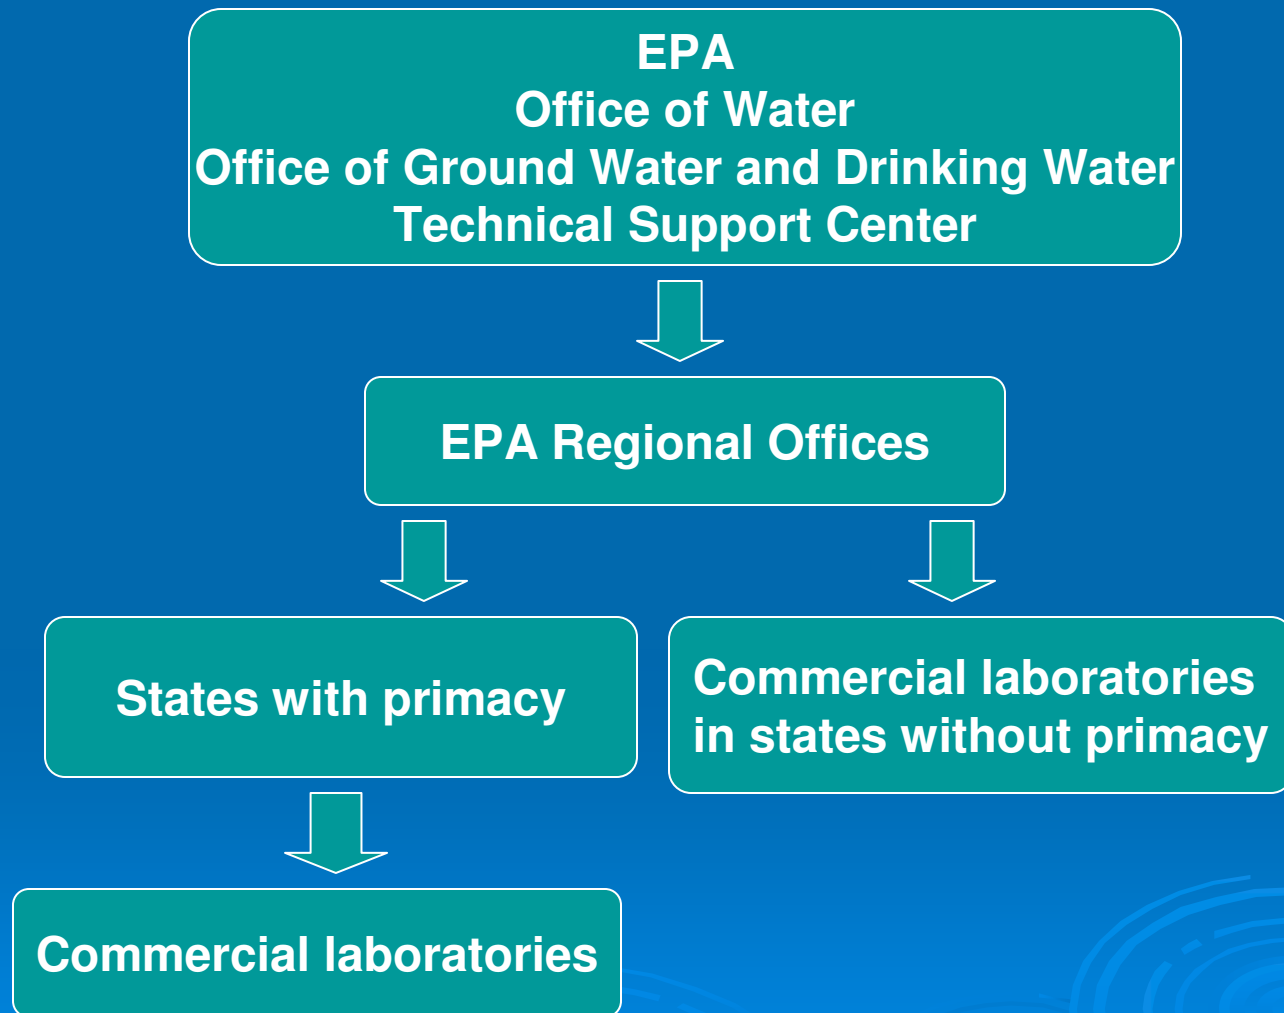 EPA
Office of Water
Office of Ground Water and Drinking Water
Technical Support Center
EPA Regional Offices
States with primacy
Commercial laboratories
in states without primacy
Commercial laboratories